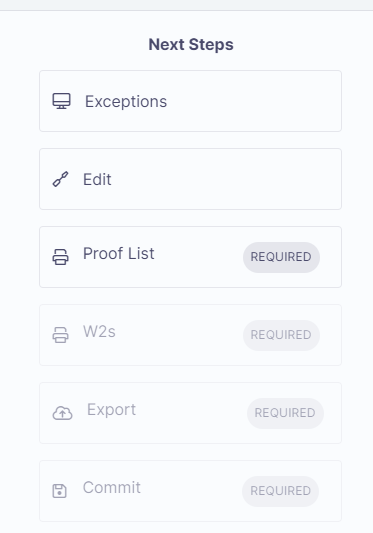 Next Steps
Exceptions
Edit
Proof List REQUIRED
W2s REQUIRED
Export REQUIRED
Commit REQUIRED